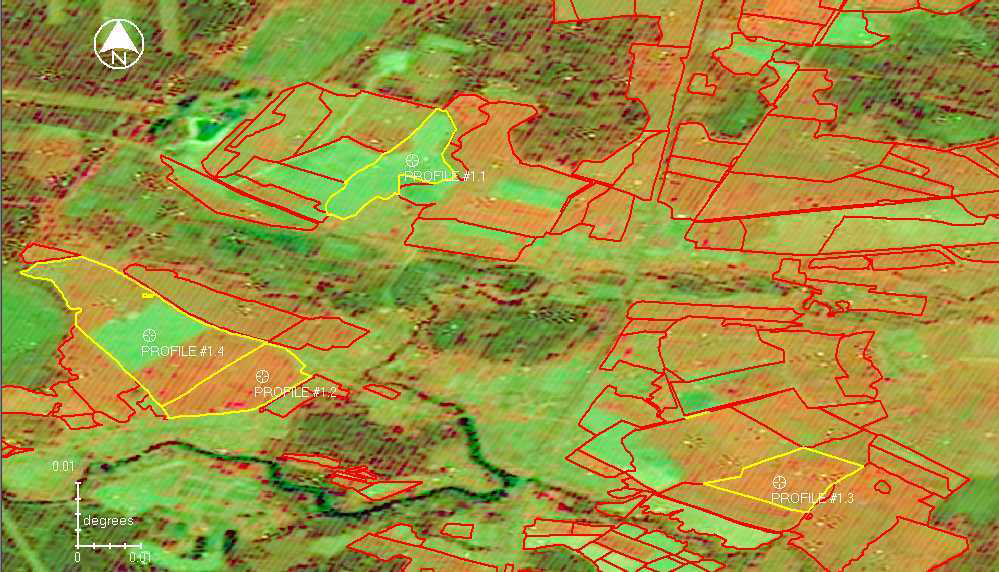 N
PROFILE #1.1
PROFILE #1.4
PROFILE #1.2
0.01
PROFILE #1.3
degrees
0 0.01